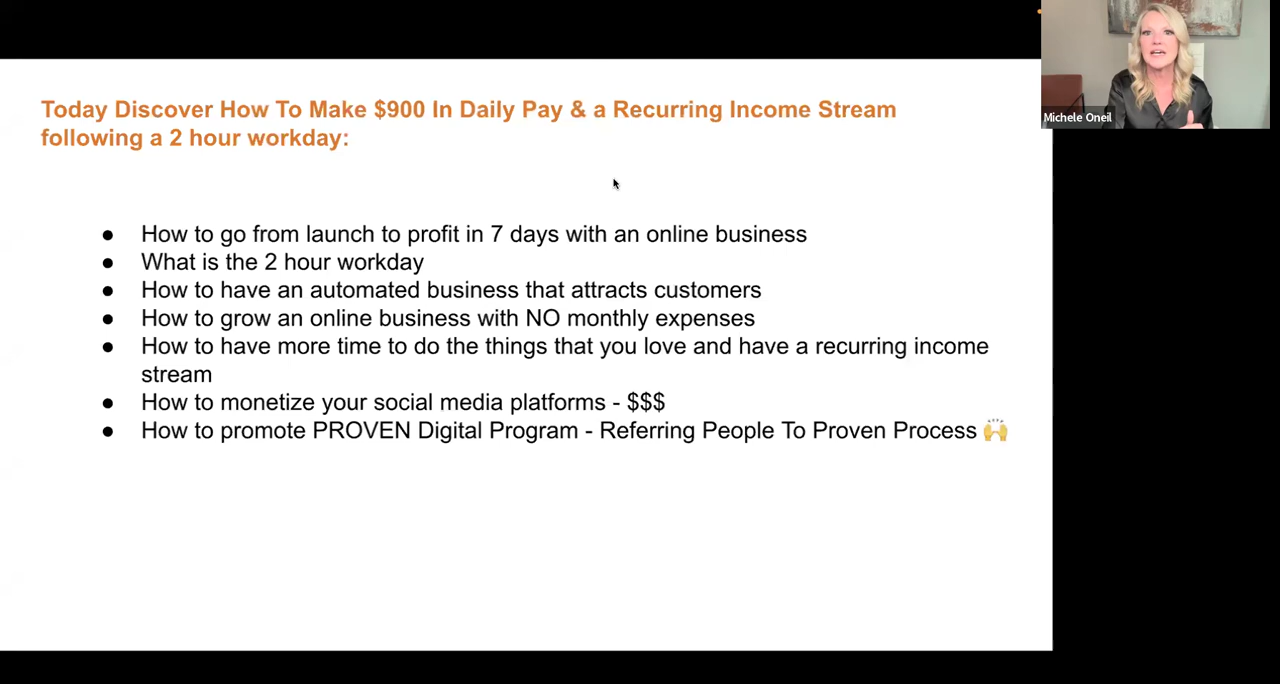 Today Discover How To Make $900 In Daily Pay & a Recurring Income Stream
following a 2 hour workday:
● How to go from launch to profit in 7 days with an online business
● What is the 2 hour workday
● How to have an automated business that attracts customers
● How to grow an online business with NO monthly expenses
● How to have more time to do the things that you love and have a recurring income
stream
● How to monetize your social media platforms - $$$
● How to promote PROVEN Digital Program - Referring People To Proven Process 🙌
Michele Oneil